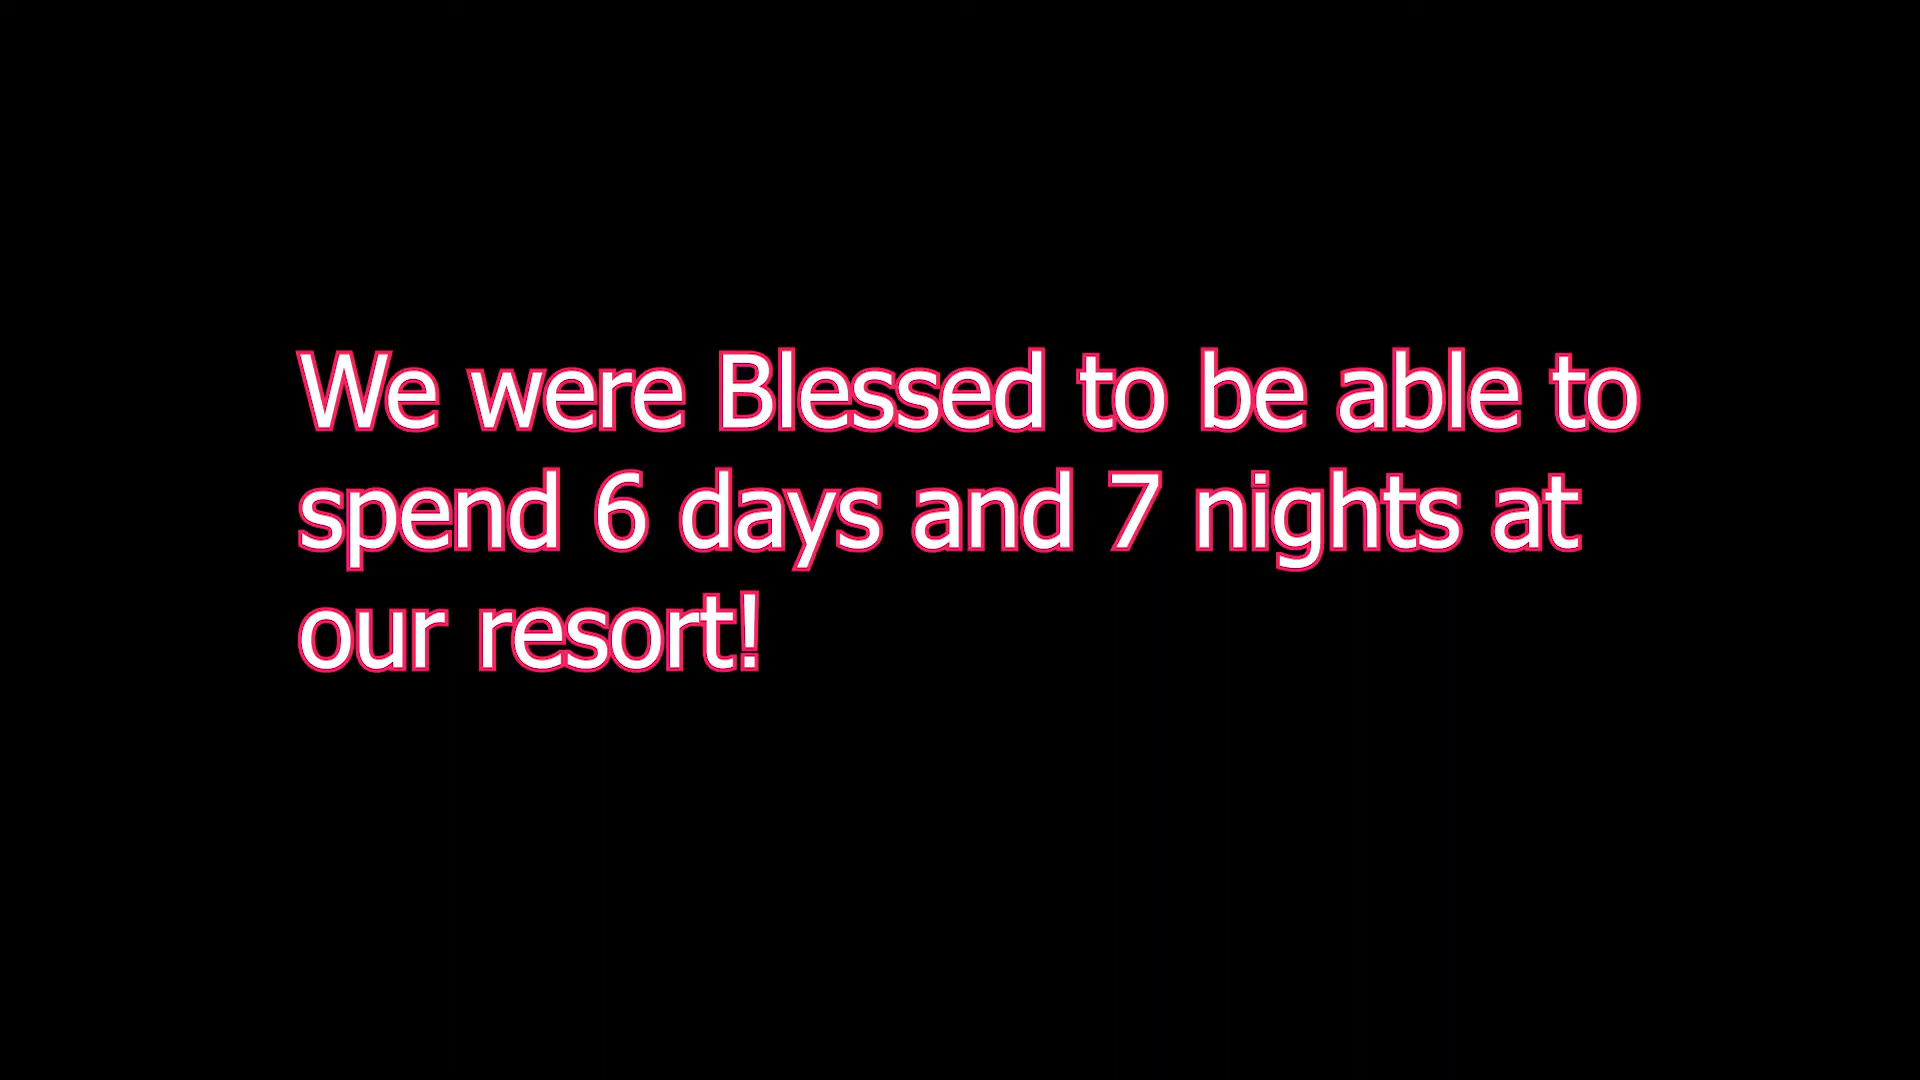 We were Blessed to be able to
spend 6 days and 7 nights at
our resort!